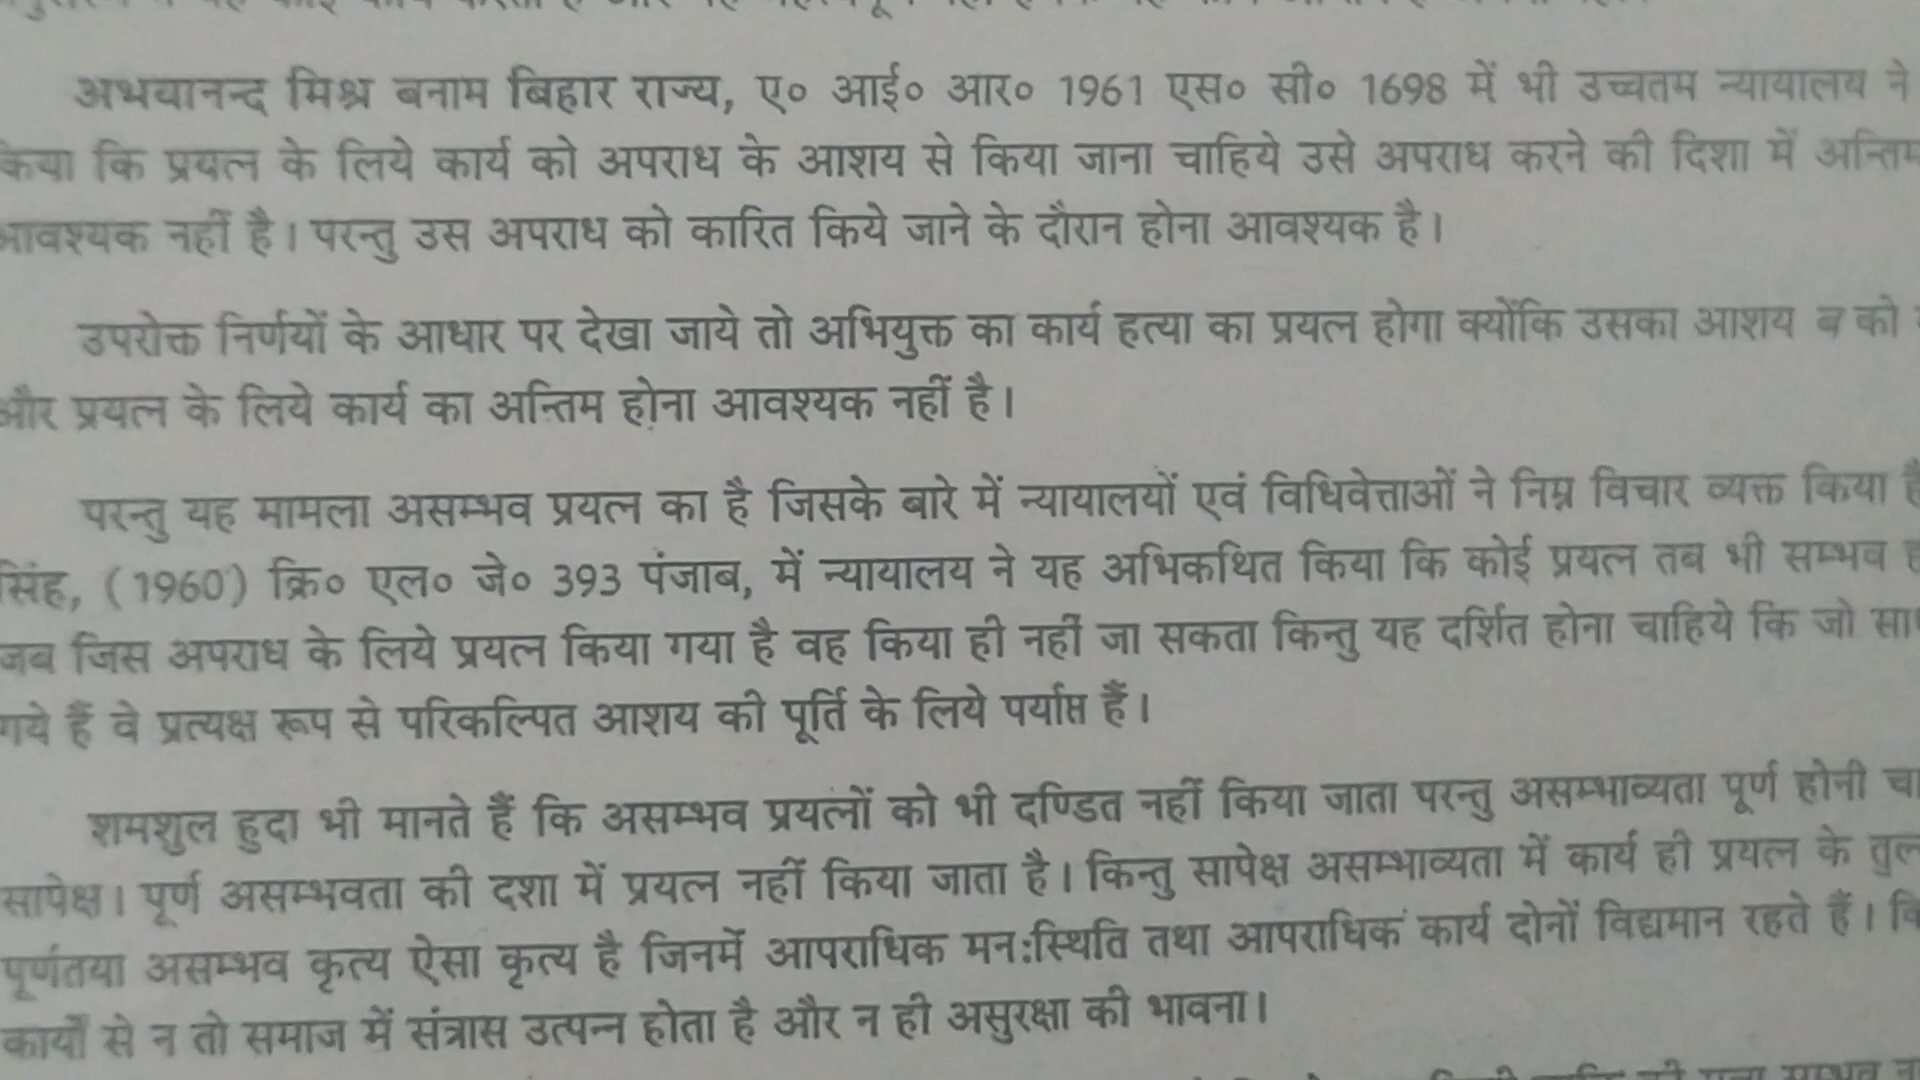 अभयानन्द मिश्र बनाम बिहार राज्य, ए० आई० आर० 1961 एस० सी० 1698 में भी उच्चतम न्यायालय ने
किया कि प्रयत्न के लिये कार्य को अपराध के आशय से किया जाना चाहिये उसे अपराध करने की दिशा में अन्तिम
आवश्यक नहीं है। परन्तु उस अपराध को कारित किये जाने के दौरान होना आवश्यक है।
उपरोक्त निर्णयों के आधार पर देखा जाये तो अभियुक्त का कार्य हत्या का प्रयत्न होगा क्योंकि उसका आशय ब को
और प्रयत्न के लिये कार्य का अन्तिम होना आवश्यक नहीं है।
परन्तु यह मामला असम्भव प्रयत्न का है जिसके बारे में न्यायालयों एवं विधिवेत्ताओं ने निम्न विचार व्यक्त किया है
सिंह, (1960) क्रि० एल० जे० 393 पंजाब, में न्यायालय ने यह अभिकथित किया कि कोई प्रयत्न तब भी सम्भव
जब जिस अपराध के लिये प्रयत्न किया गया है वह किया ही नहीं जा सकता किन्तु यह दर्शित होना चाहिये कि जो
गये हैं वे प्रत्यक्ष रूप से परिकल्पित आशय की पूर्ति के लिये पर्याप्त हैं।
शमशुल हुदा भी मानते हैं कि असम्भव प्रयत्नों को भी दण्डित नहीं किया जाता परन्तु असम्भाव्यता पूर्ण होनी
सापेक्ष। पूर्ण असम्भवता की दशा में प्रयत्न नहीं किया जाता है। किन्तु सापेक्ष असम्भाव्यता में कार्य ही प्रयत्न के
पूर्णतया असम्भव कृत्य ऐसा कृत्य है जिनमें आपराधिक मन:स्थिति तथा आपराधिक कार्य दोनों विद्यमान रहते हैं।
कार्यों से न तो समाज में संत्रास उत्पन्न होता है और न ही असुरक्षा की भावना।